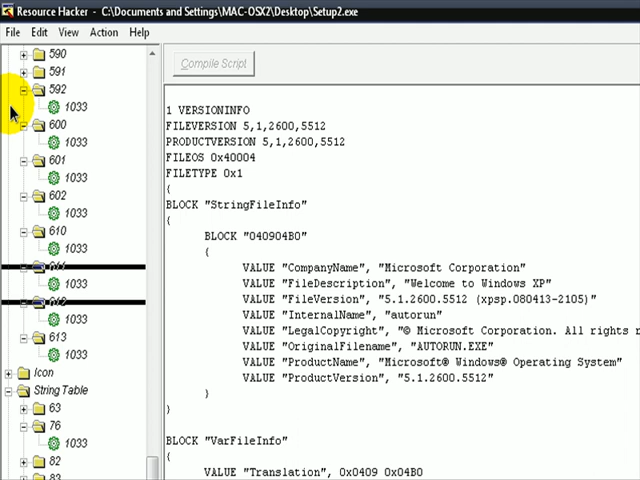 Resource Hacker - C:\Documents and Settings\MAC-OSX2\Desktop\Setup2.exe
File Edit View Action Help
590
591
592
1033
600
1033
601
1033
602
1033
610
1033
611
1033
612
1033
613
1033
Icon
String Table
63
76
1033
82
83
Compile Script
1 VERSIONINFO
FILEVERSION 5,1,2600,5512
PRODUCTVERSION 5,1,2600,5512
FILEOS 0x40004
FILETYPE 0x1
{
BLOCK "StringFileInfo"
{
BLOCK "040904B0"
{
VALUE "CompanyName", "Microsoft Corporation"
VALUE "FileDescription", "Welcome to Windows XP"
VALUE "FileVersion", "5.1.2600.5512 (xpsp.080413-2105)"
VALUE "InternalName", "autorun"
VALUE "LegalCopyright", "© Microsoft Corporation. All rights r
VALUE "OriginalFilename", "AUTORUN.EXE"
VALUE "ProductName", "Microsoft® Windows® Operating System"
VALUE "ProductVersion", "5.1.2600.5512"
}
}
BLOCK "VarFileInfo"
{
VALUE "Translation", 0x0409 0x04B0